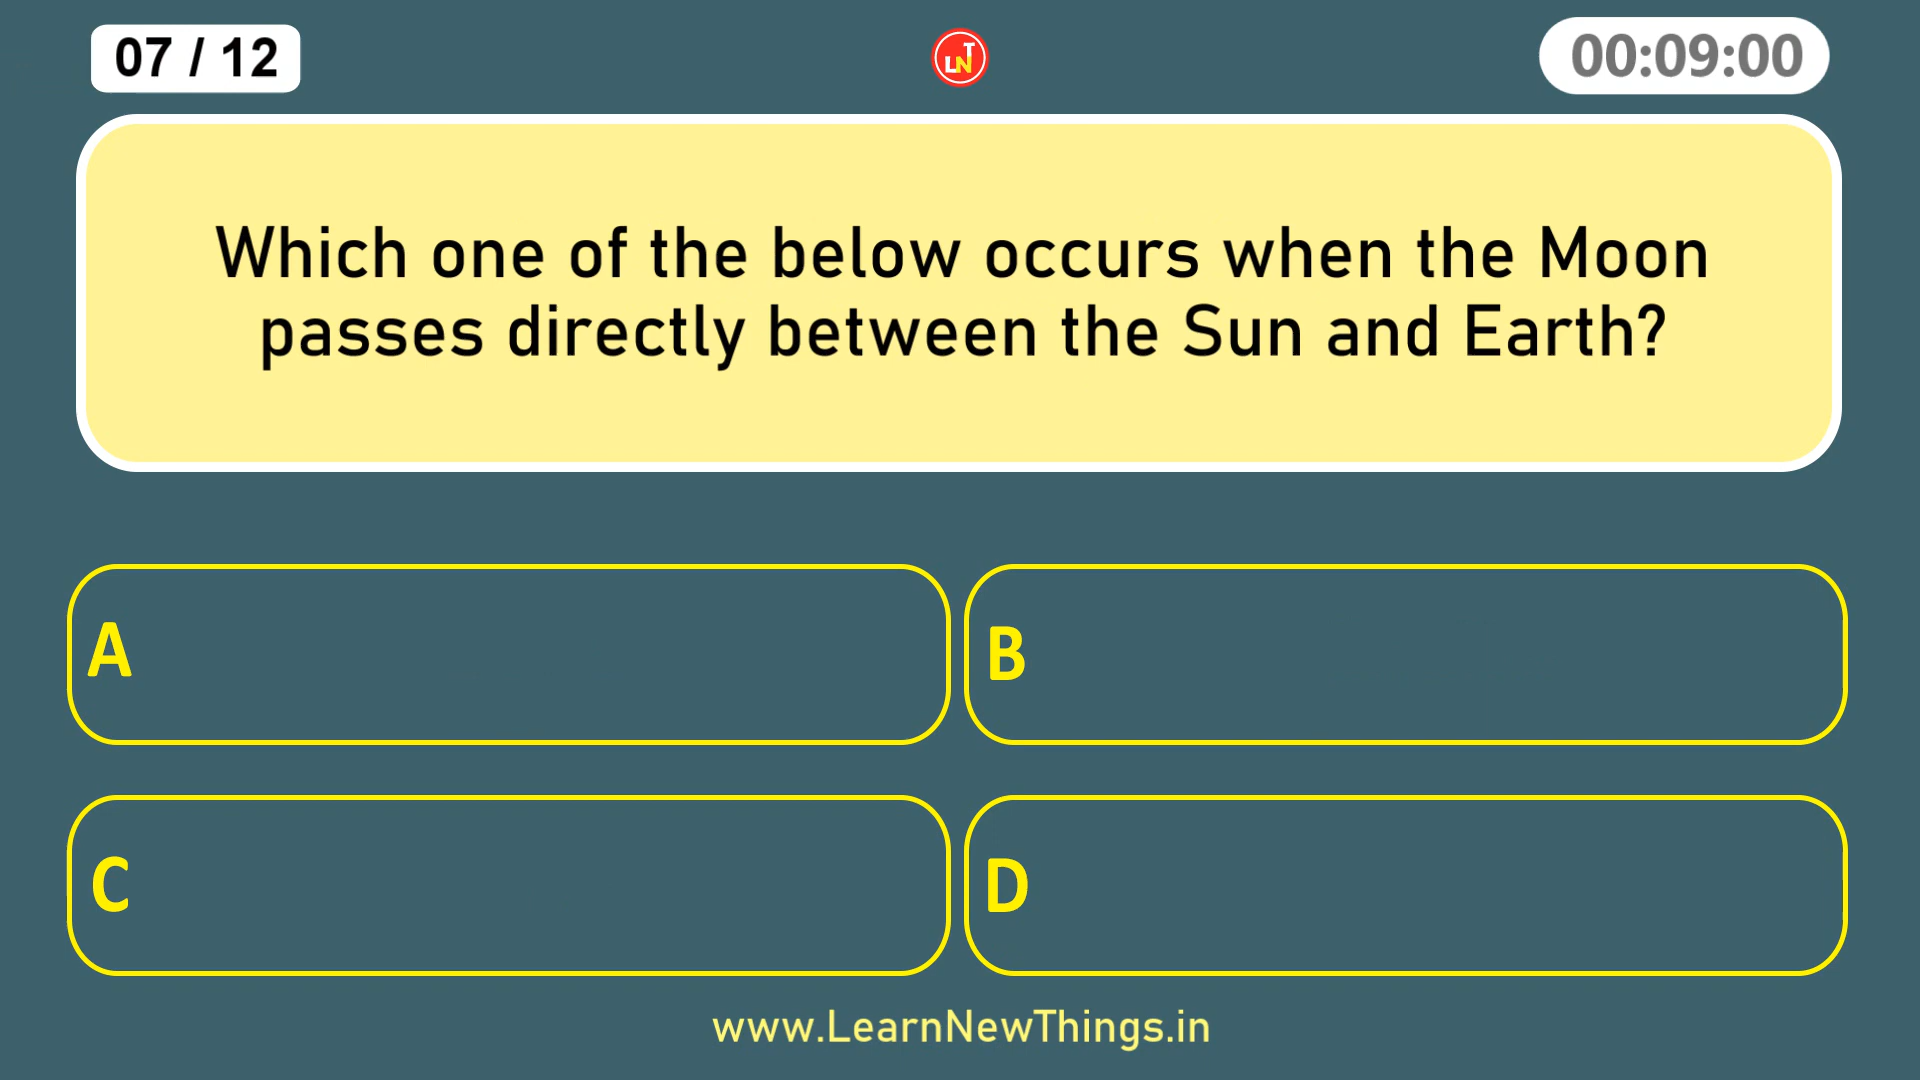 07 / 12
LNT
00:09:00
Which one of the below occurs when the Moon
passes directly between the Sun and Earth?
A
B
C
D
www.LearnNewThings.in